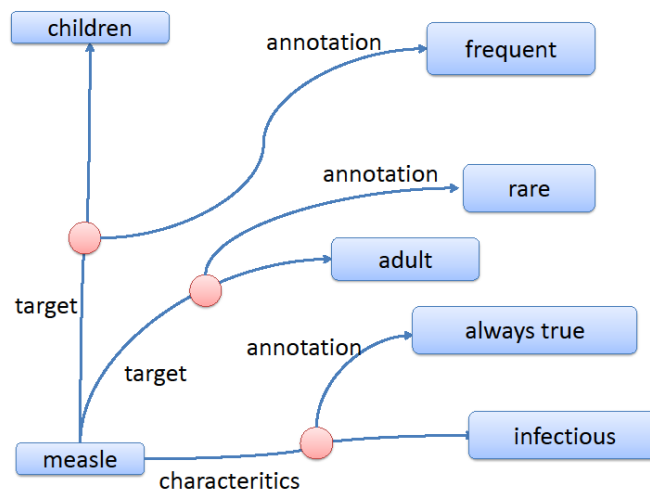 children
annotation
frequent
annotation
rare
adult
target
always true
annotation
target
infectious
measle
characteritics